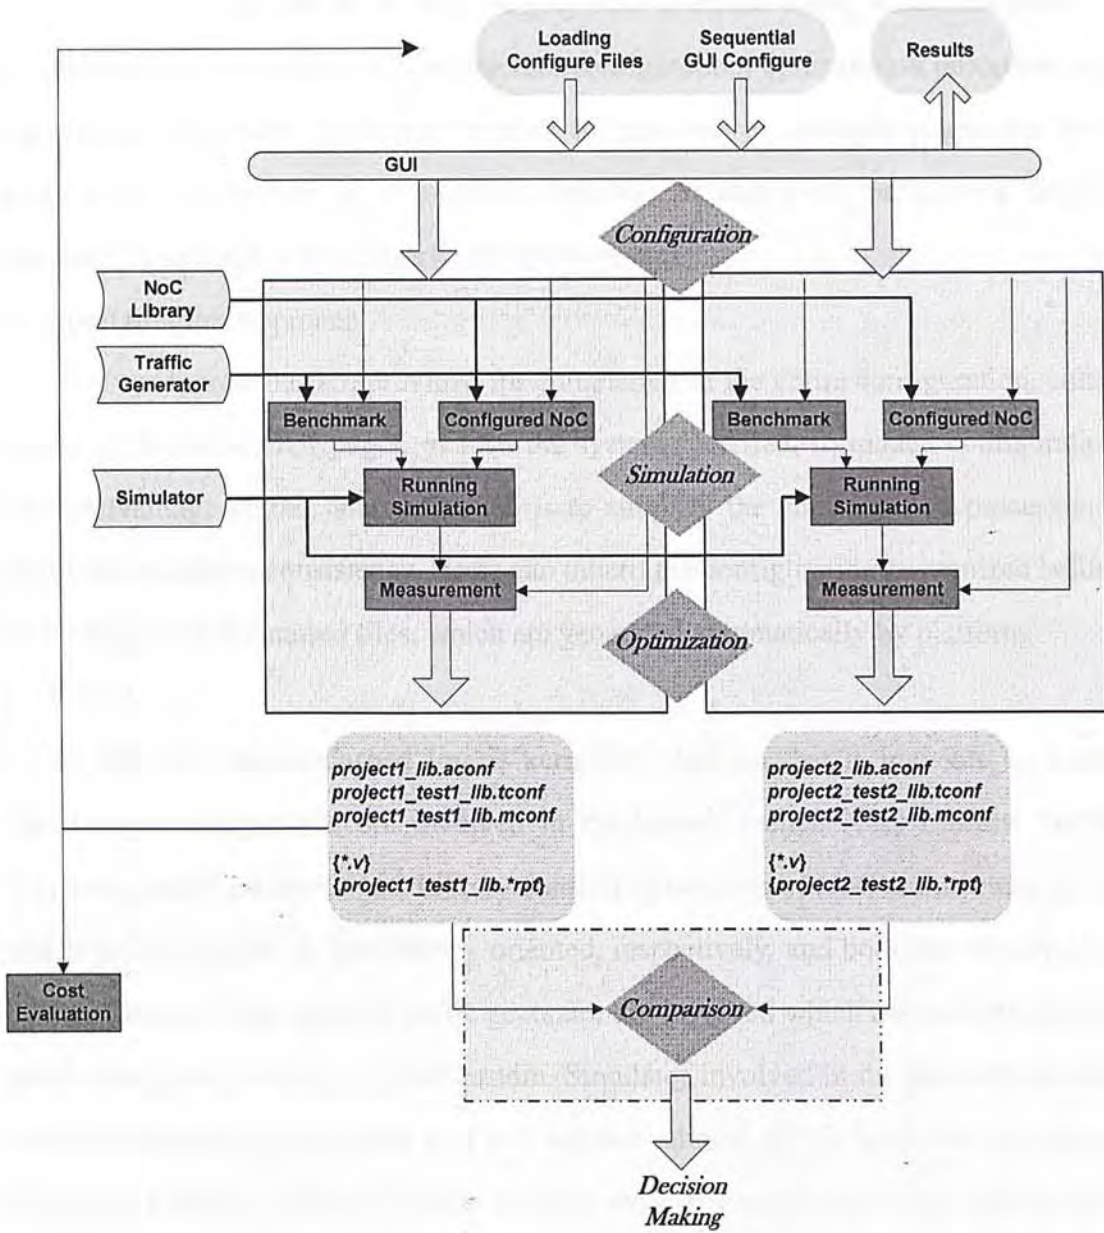 Loading
Configure Files
Sequential
GUI Configure
Results
GUI
Configuration
NoC
Library
Traffic
Generator
Benchmark
Configured NoC
Benchmark
Configured NoC
Simulator
Running
Simulation
Simulation
Running
Simulation
Measurement
Measurement
Optimization
project1_lib.aconf
project1_test1_lib.tconf
project1_test1_lib.mconf
{*.v}
{project1_test1_lib.*rpt}
project2_lib.aconf
project2_test2_lib.tconf
project2_test2_lib.mconf
{*.v}
{project2_test2_lib.*rpt}
Cost
Evaluation
Comparison
Decision
Making